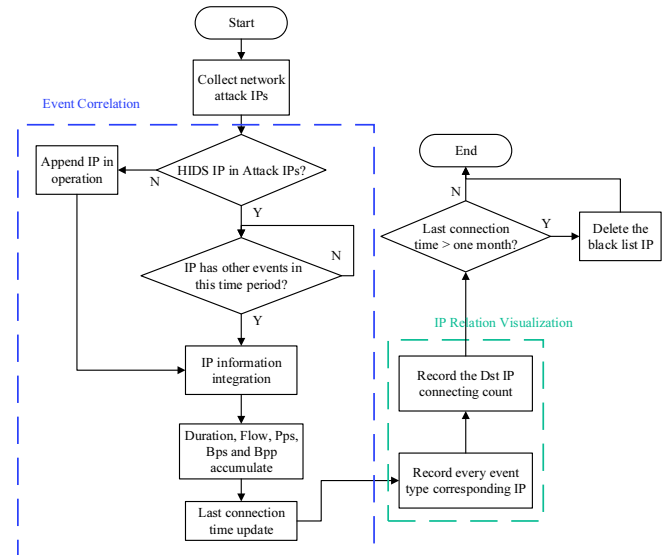 Start
Collect network
attack IPs
Event Correlation
HIDS IP in Attack IPs?
N
Append IP in
operation
Y
IP has other events in
this time period?
N
Y
IP information
integration
Duration, Flow, Pps,
Bps and Bpp
accumulate
Last connection
time update
IP Relation Visualization
Record every event
type corresponding IP
Record the Dst IP
connecting count
Last connection
time > one month?
Y
Delete the
black list IP
N
End